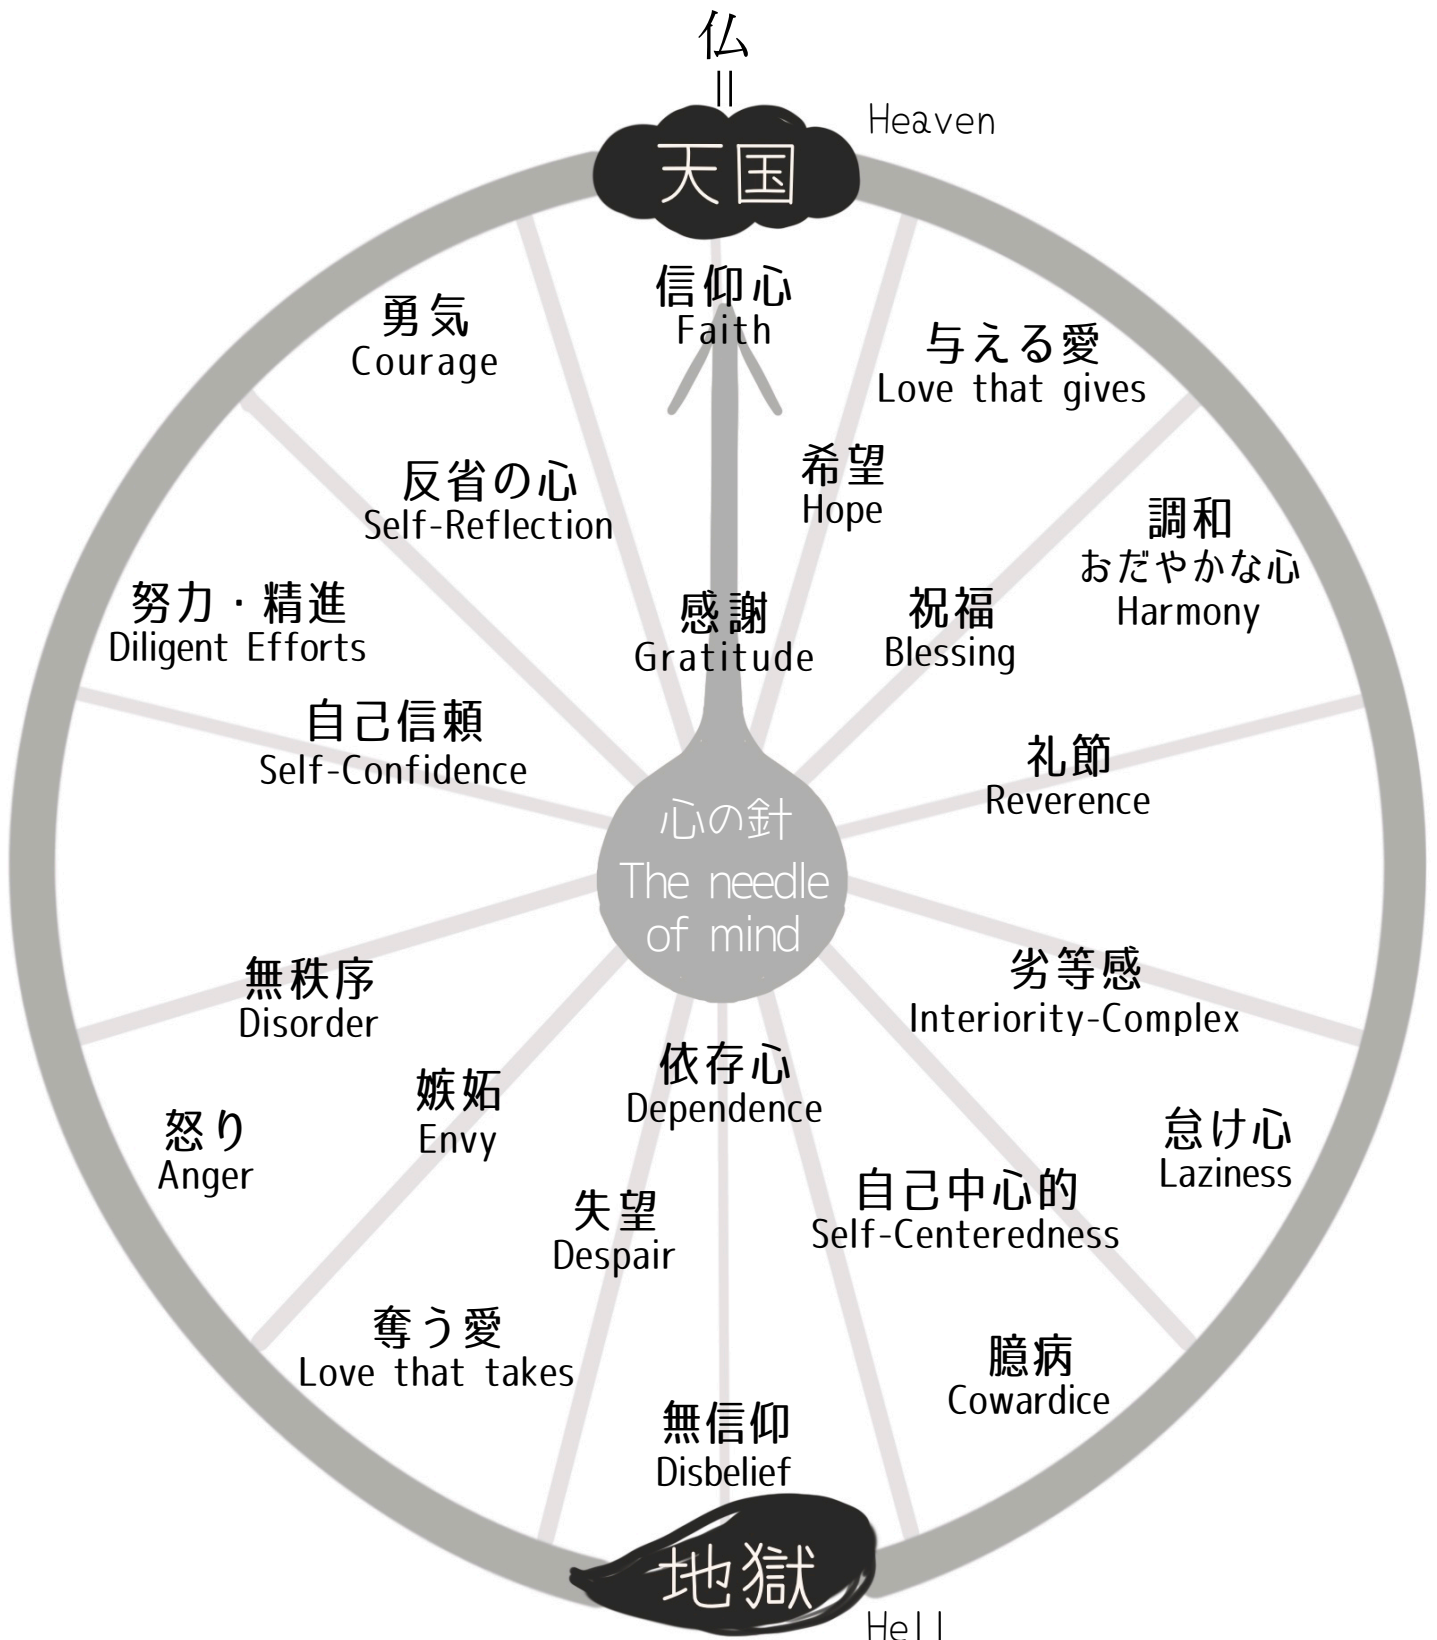 仏
=
天国
Heaven
信仰心
Faith
勇気
Courage
与える愛
Love that gives
希望
Hope
反省の心
Self-Reflection
調和
おだやかな心
Harmony
努力・精進
Diligent Efforts
感謝
Gratitude
祝福
Blessing
自己信頼
Self-Confidence
礼節
Reverence
心の針
The needle
of mind
無秩序
Disorder
劣等感
Interiority-Complex
依存心
Dependence
嫉妬
Envy
怒り
Anger
怠け心
Laziness
自己中心的
Self-Centeredness
失望
Despair
奪う愛
Love that takes
臆病
Cowardice
無信仰
Disbelief
地獄
Hell